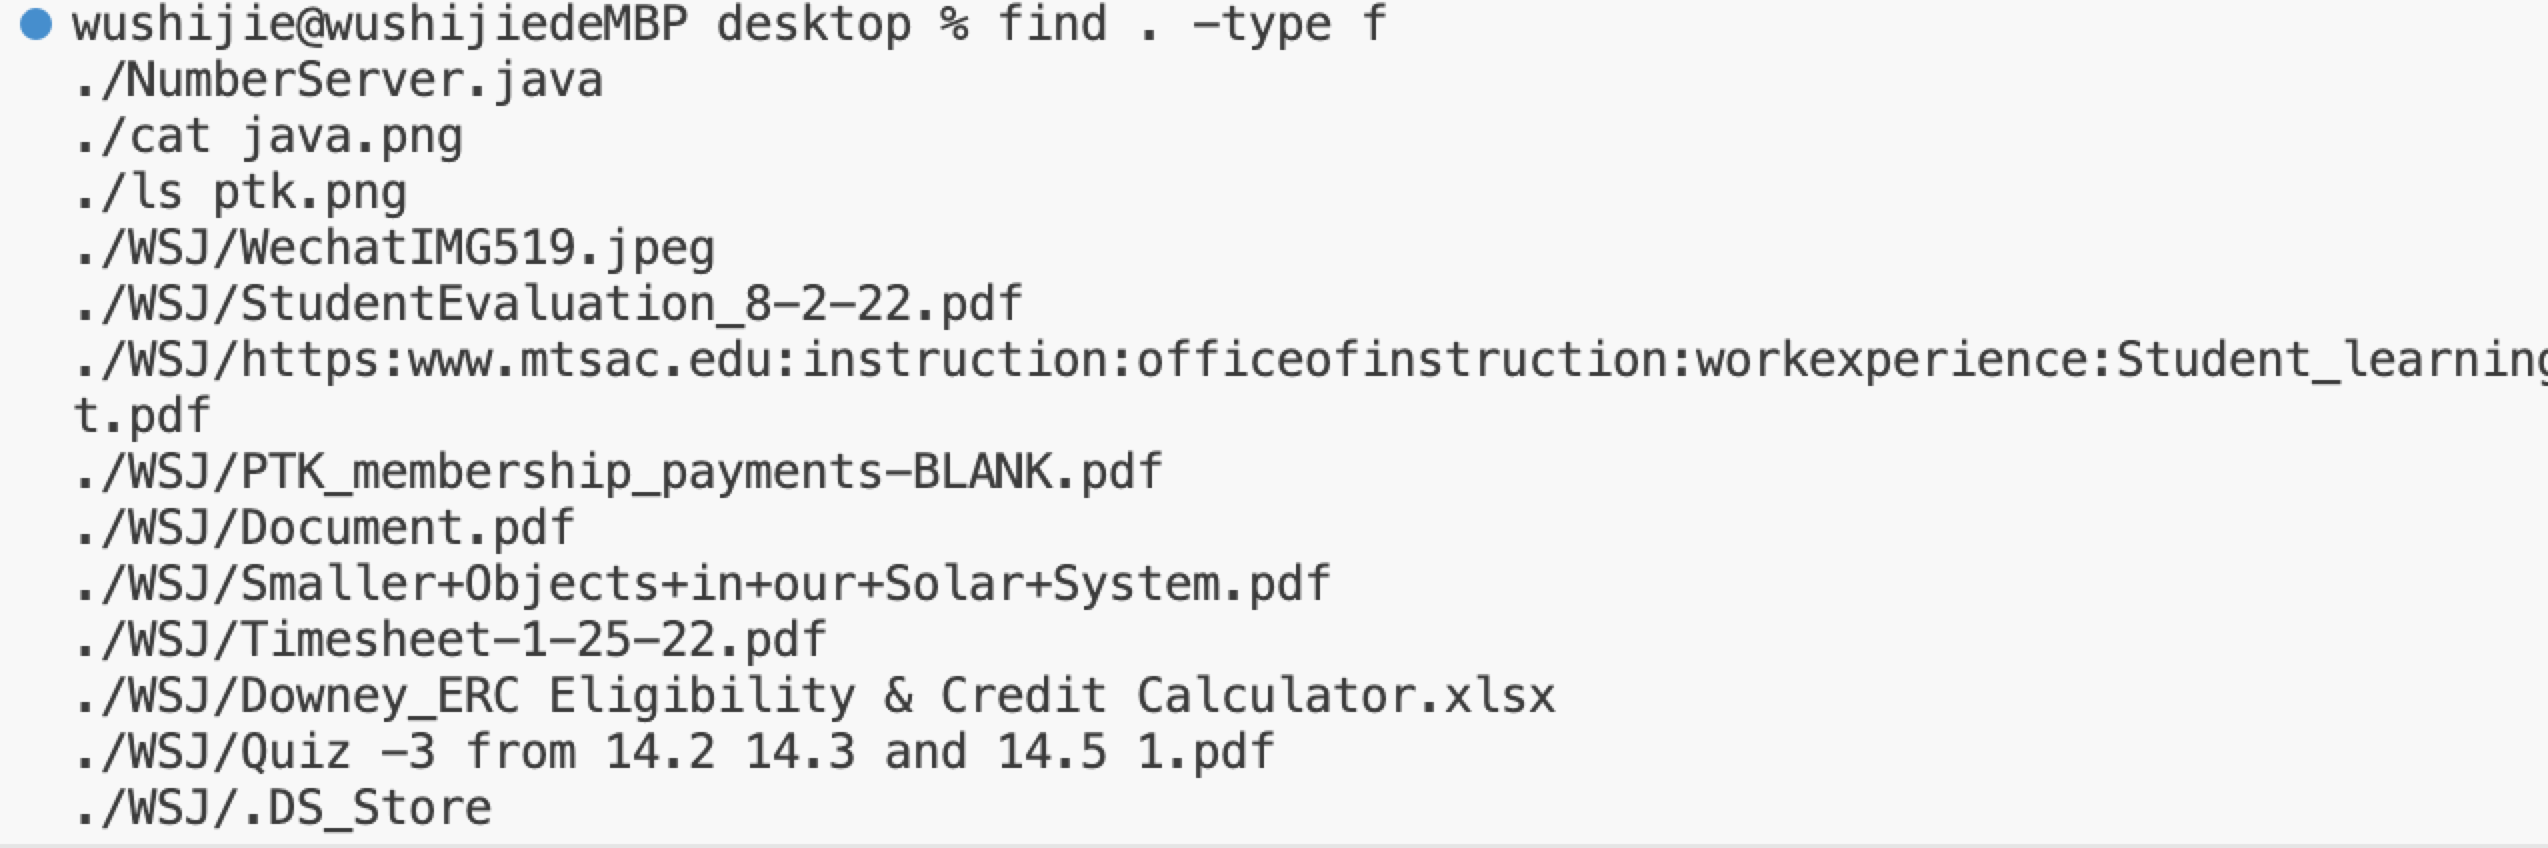 wushijie@wushijiedeMBP desktop % find . -type f
./NumberServer.java
./cat java.png
./ls ptk.png
./WSJ/WechatIMG519.jpeg
./WSJ/StudentEvaluation_8-2-22.pdf
./WSJ/https:www.mtsac.edu:instruction:officeofinstruction:workexperience:Student_learning
t.pdf
./WSJ/PTK_membership_payments-BLANK.pdf
./WSJ/Document.pdf
./WSJ/Smaller+Objects+in+our+Solar+System.pdf
./WSJ/Timesheet-1-25-22.pdf
./WSJ/Downey_ERC Eligibility & Credit Calculator.xlsx
./WSJ/Quiz -3 from 14.2 14.3 and 14.5 1.pdf
./WSJ/.DS_Store